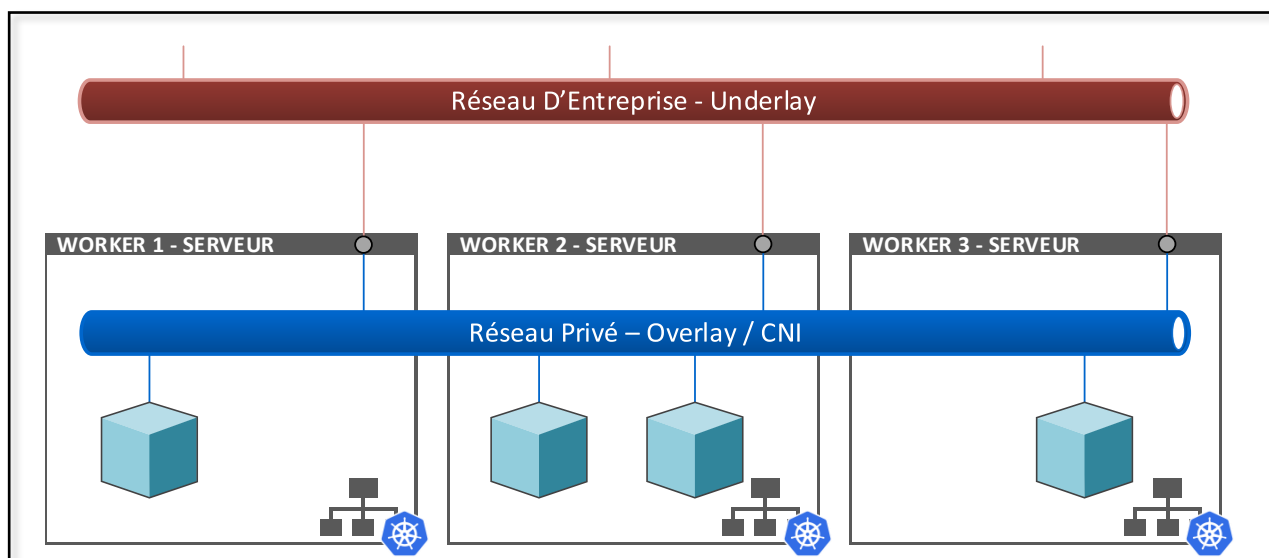 Réseau D'Entreprise - Underlay
WORKER 1 - SERVEUR
WORKER 2 - SERVEUR
WORKER 3 - SERVEUR
Réseau Privé – Overlay / CNI